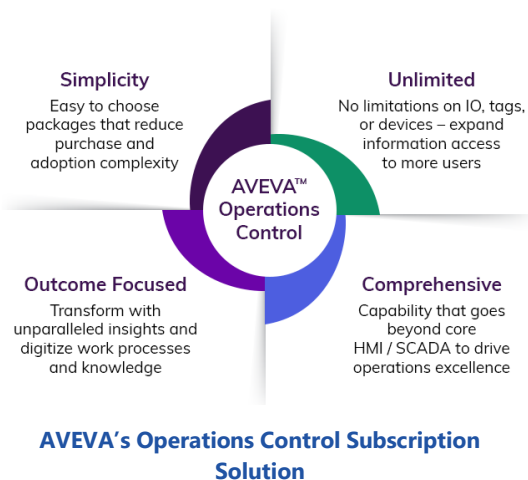 Simplicity
Easy to choose
packages that reduce
purchase and
adoption complexity
Unlimited
No limitations on IO, tags,
or devices – expand
information access
to more users
AVEVA™
Operations
Control
Outcome Focused
Transform with
unparalleled insights and
digitize work processes
and knowledge
Comprehensive
Capability that goes
beyond core
HMI / SCADA to drive
operations excellence
AVEVA’s Operations Control Subscription
Solution